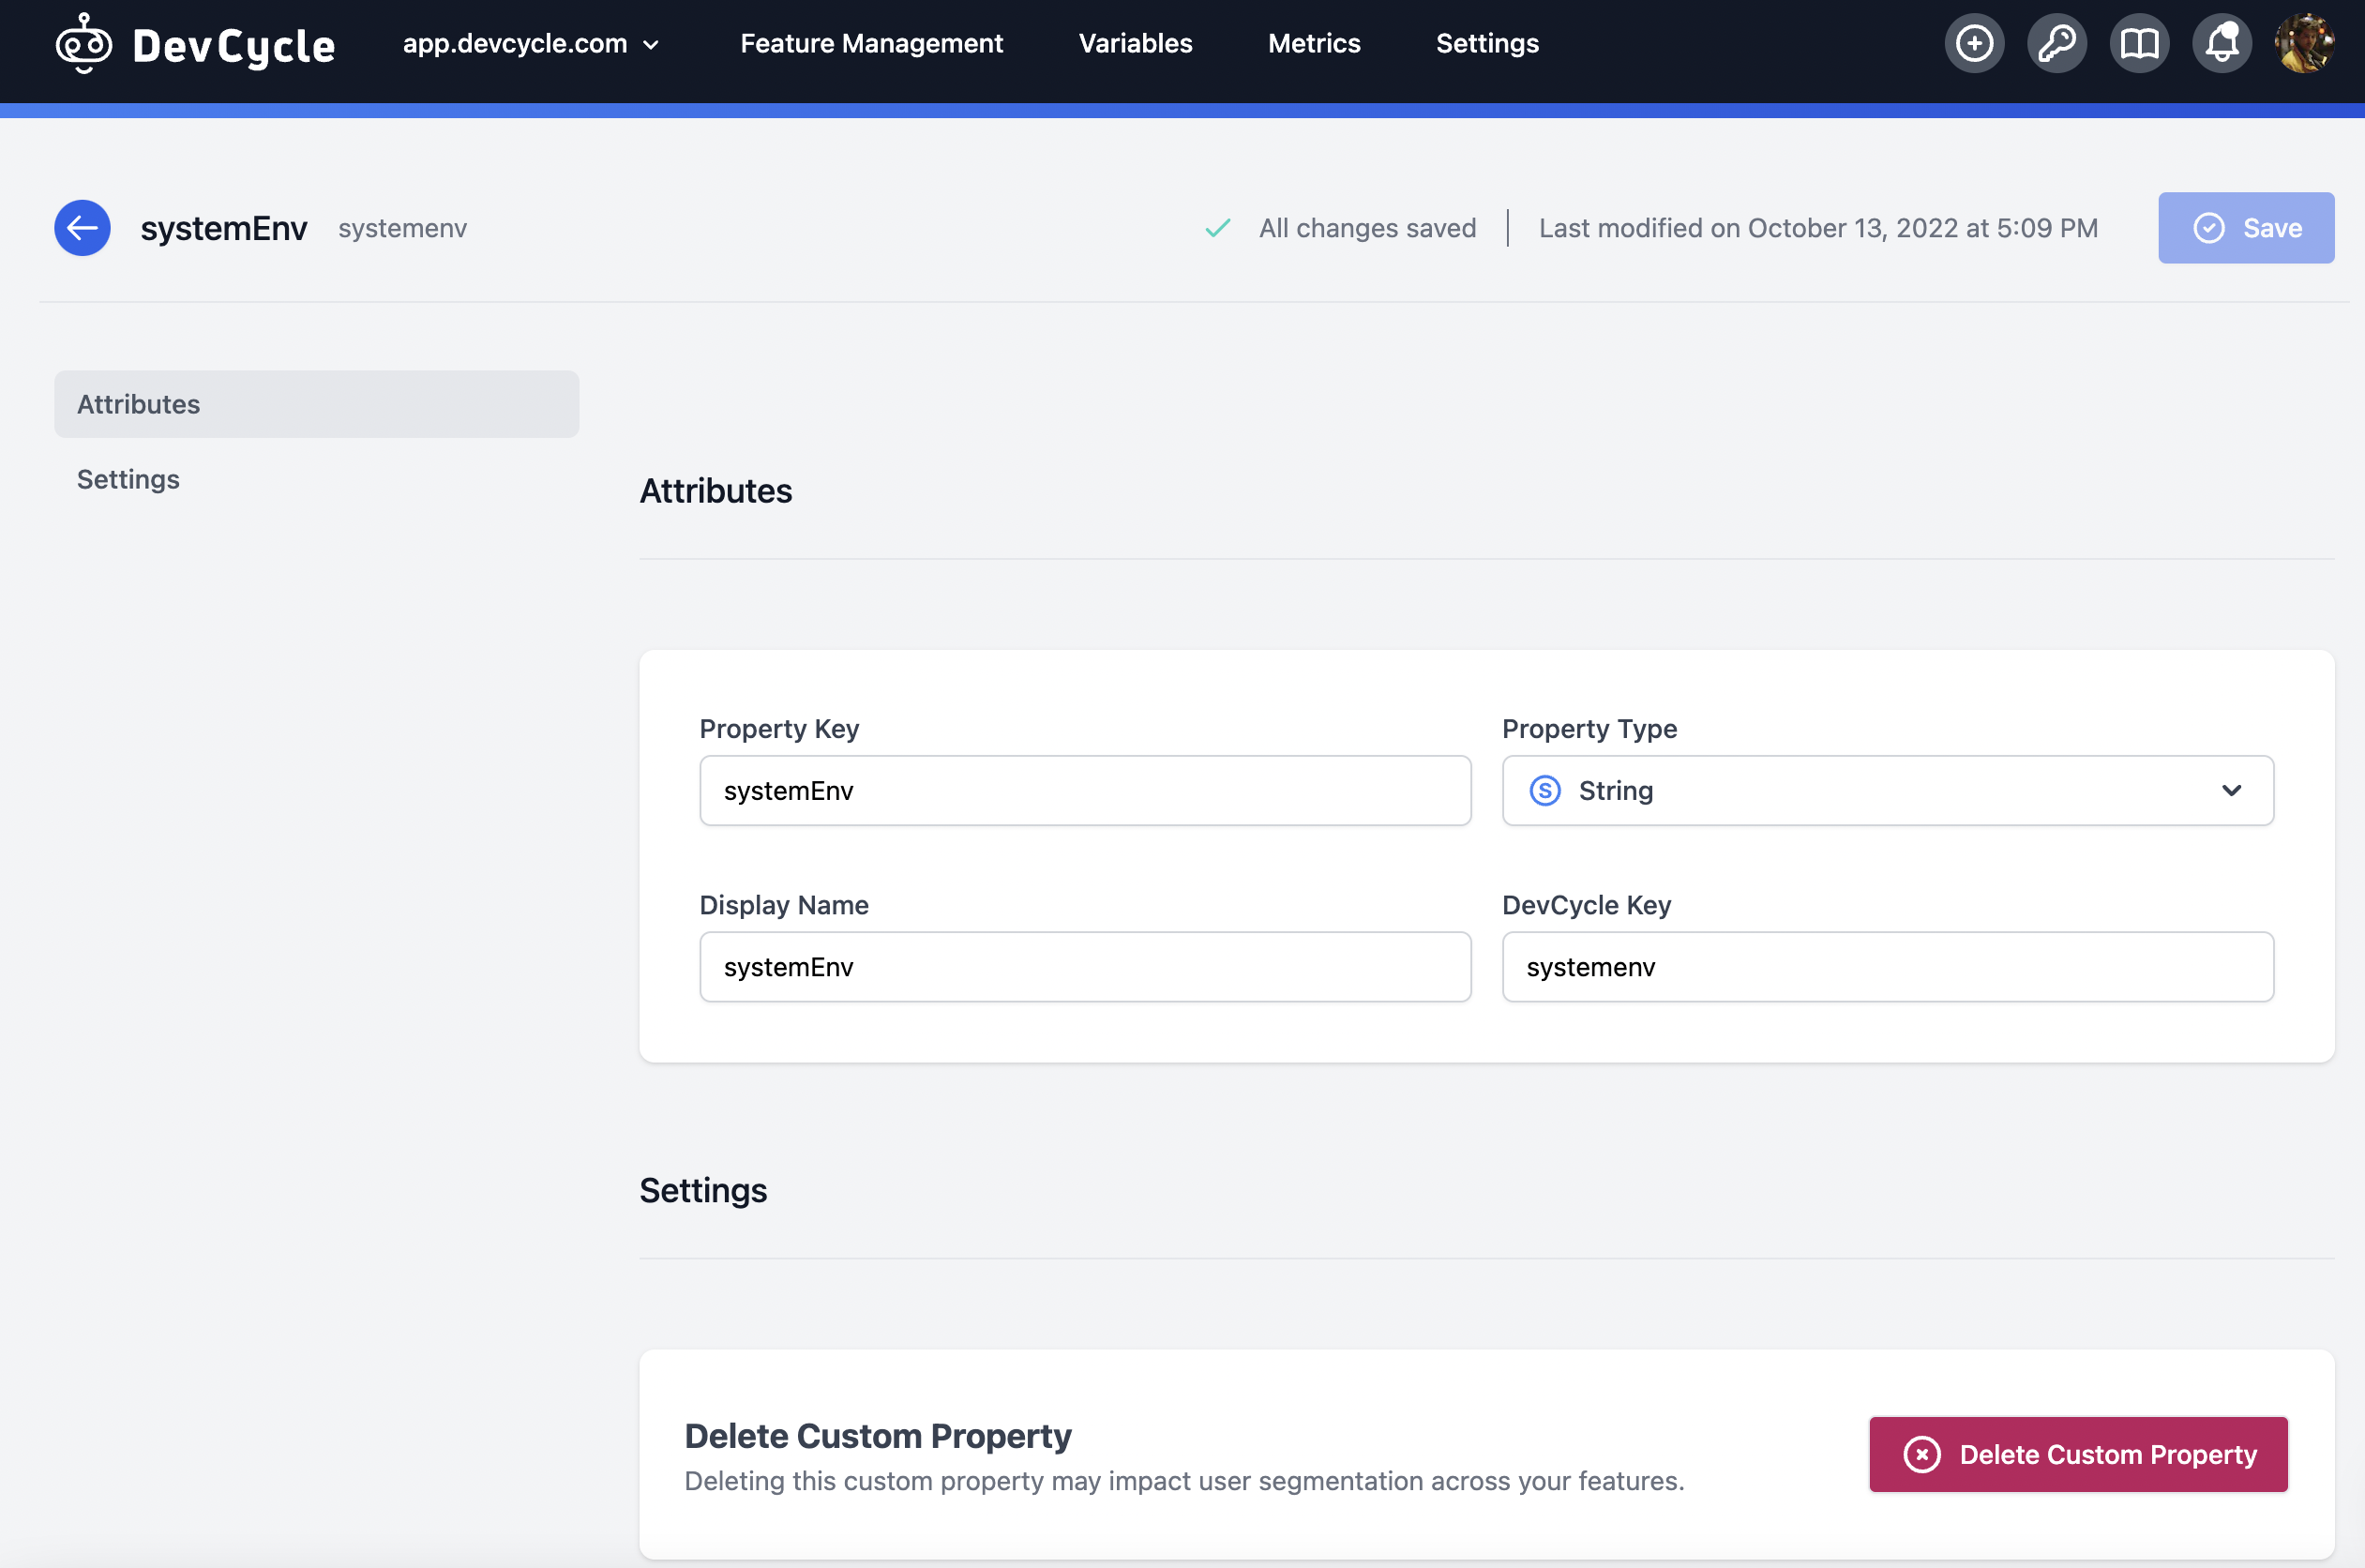 DevCycle app.devcycle.com Feature Management Variables Metrics Settings
systemEnv systemenv All changes saved Last modified on October 13, 2022 at 5:09 PM Save
Attributes
Settings
Attributes
Property Key Property Type
systemEnv S String
Display Name DevCycle Key
systemEnv systemenv
Settings
Delete Custom Property
Deleting this custom property may impact user segmentation across your features.
Delete Custom Property